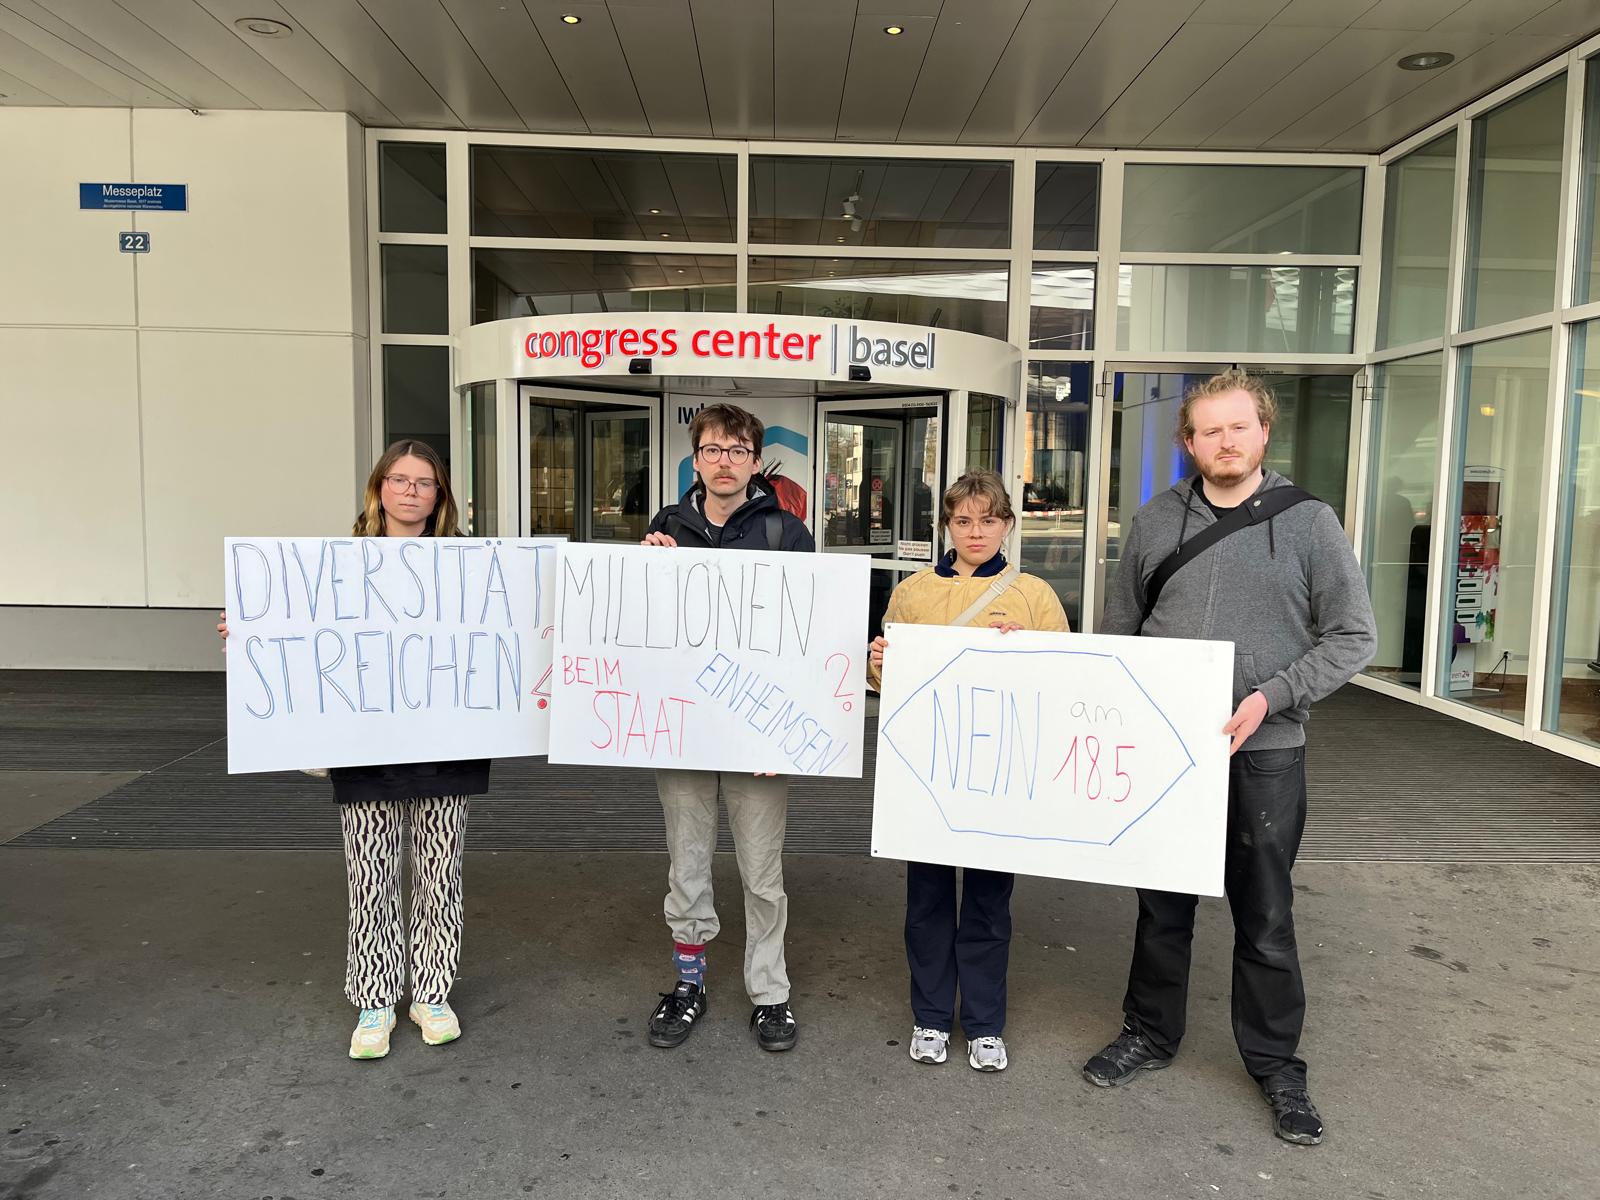 Messeplatz
22
congress center | basel
DIVERSITÄT
STREICHEN?
MILLIONEN
BEIM
STAAT
EINHEIMSEN
?
NEIN am
18.5